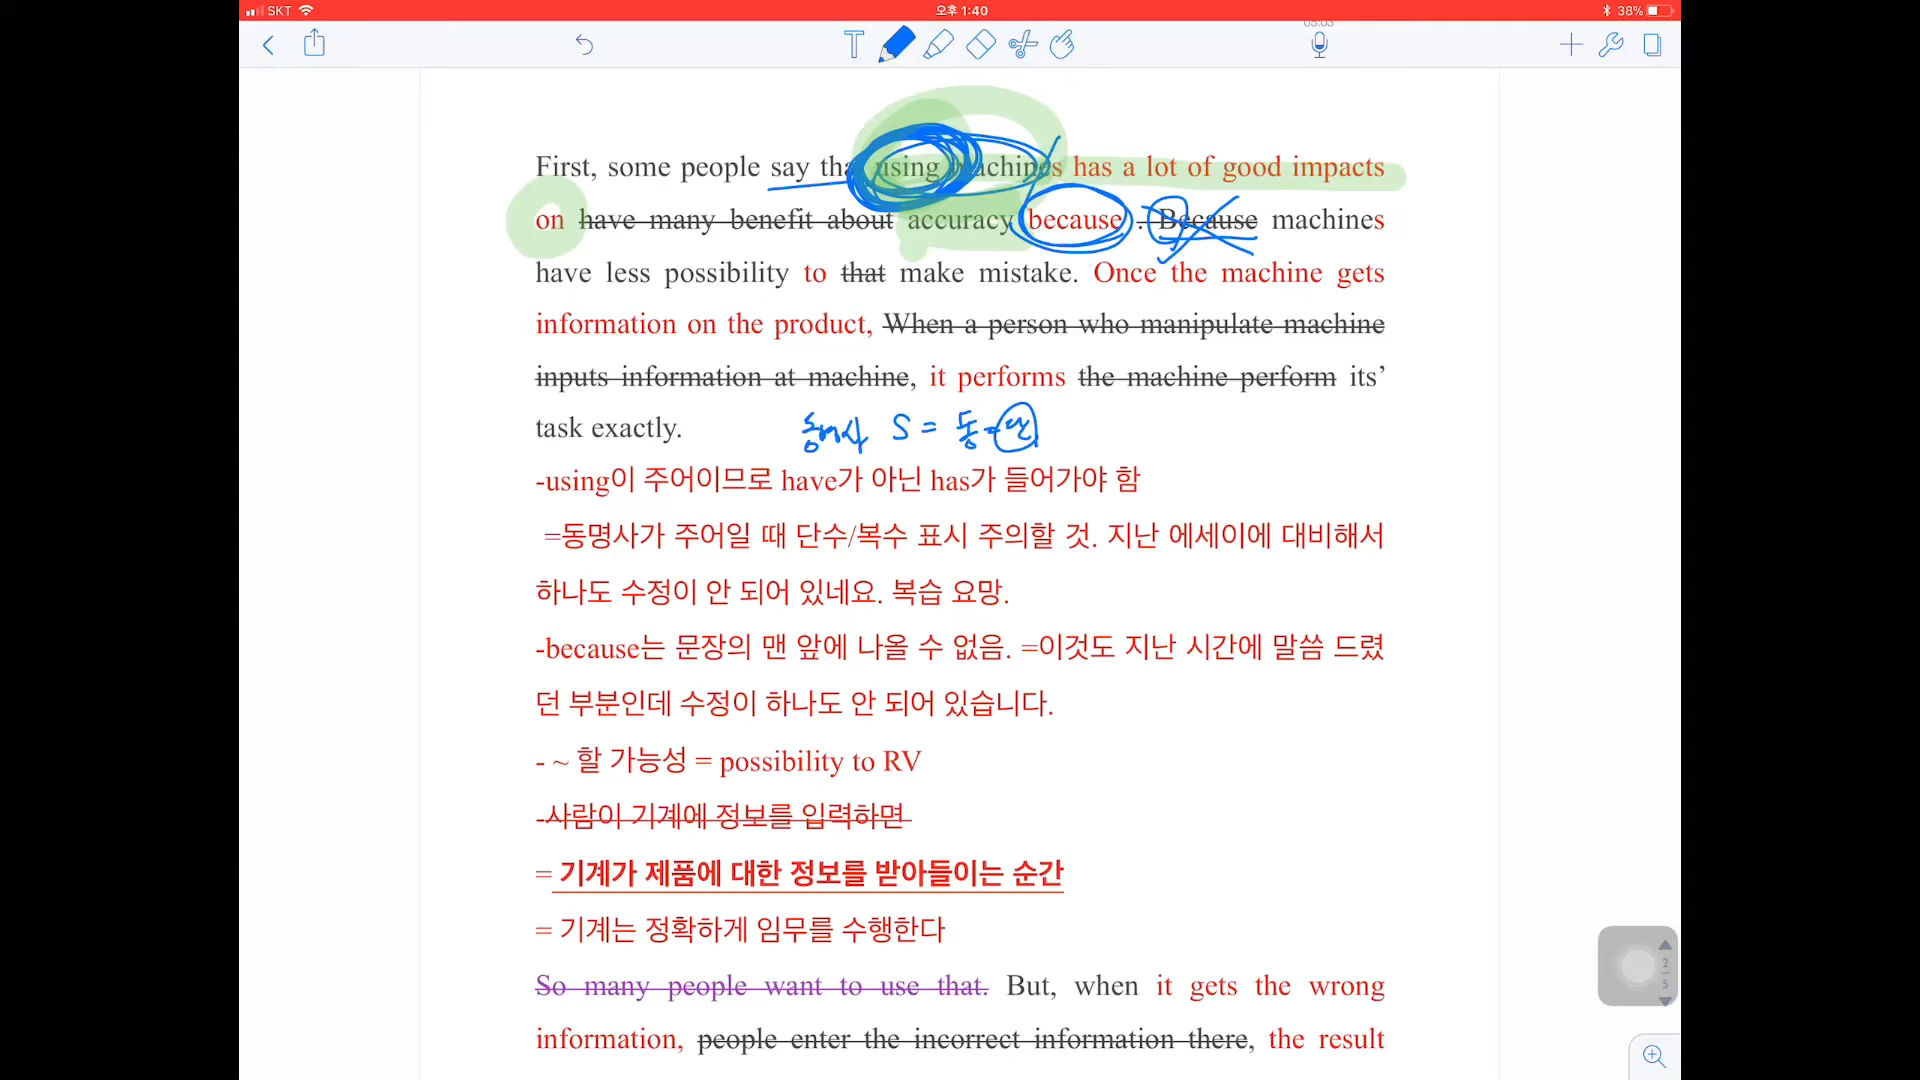 SKT 오후 1:40 38%
05:03
First, some people say that using machines has a lot of good impacts
on have many benefit about accuracy because . Because machines
have less possibility to that make mistake. Once the machine gets
information on the product, When a person who manipulate machine
inputs information at machine, it performs the machine perform its’
task exactly.
동명사 S = 동=단
-using이 주어이므로 have가 아닌 has가 들어가야 함
=동명사가 주어일 때 단수/복수 표시 주의할 것. 지난 에세이에 대비해서
하나도 수정이 안 되어 있네요. 복습 요망.
-because는 문장의 맨 앞에 나올 수 없음. =이것도 지난 시간에 말씀 드렸
던 부분인데 수정이 하나도 안 되어 있습니다.
- ~ 할 가능성 = possibility to RV
-사람이 기계에 정보를 입력하면
= 기계가 제품에 대한 정보를 받아들이는 순간
= 기계는 정확하게 임무를 수행한다
So many people want to use that. But, when it gets the wrong
information, people enter the incorrect information there, the result
2
5